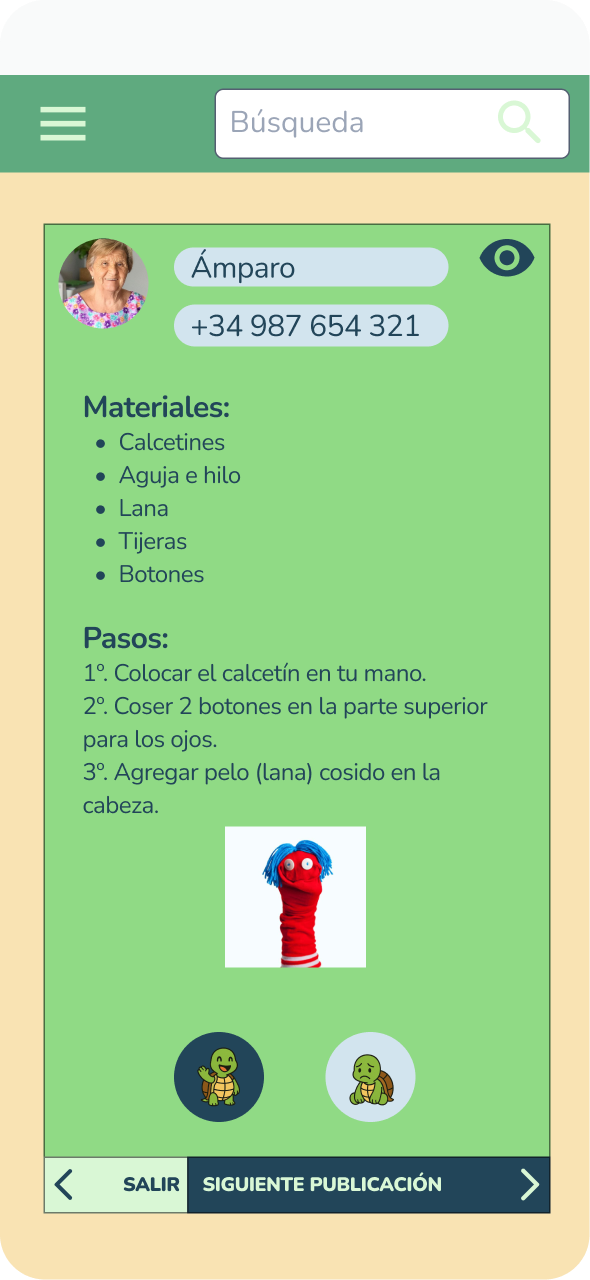 Búsqueda
Ámparo
+34 987 654 321
Materiales:
• Calcetines
• Aguja e hilo
• Lana
• Tijeras
• Botones
Pasos:
1º. Colocar el calcetín en tu mano.
2º. Coser 2 botones en la parte superior
para los ojos.
3º. Agregar pelo (lana) cosido en la
cabeza.
SALIR
SIGUIENTE PUBLICACIÓN